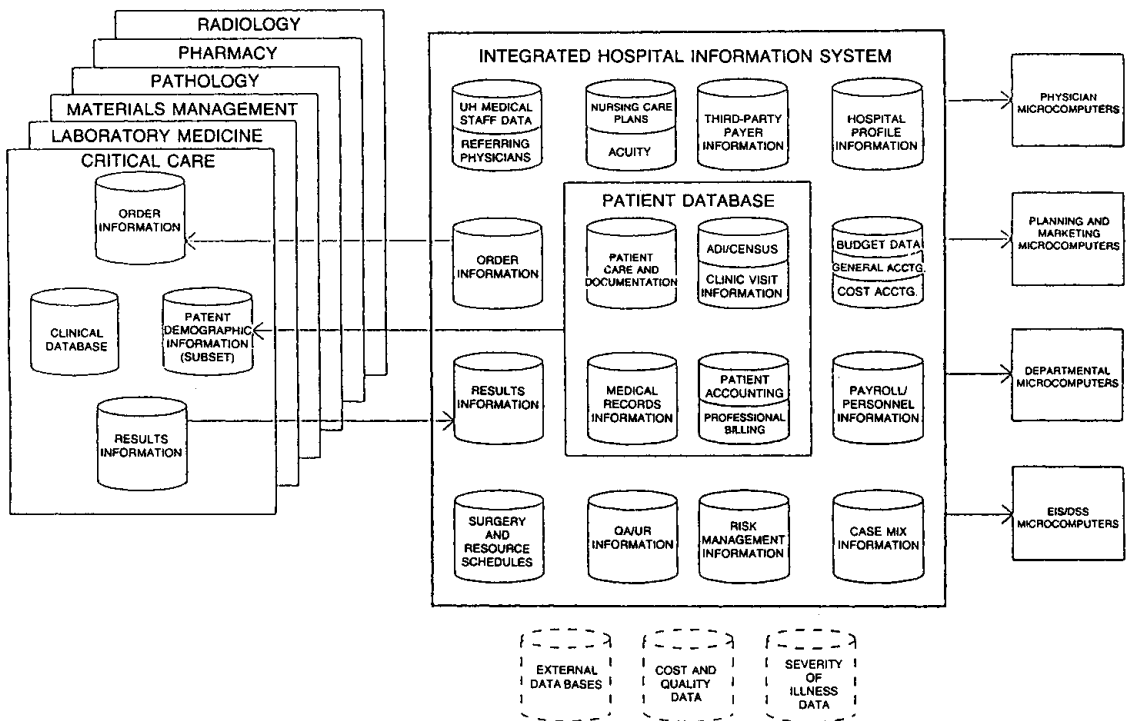 RADIOLOGY
PHARMACY
PATHOLOGY
MATERIALS MANAGEMENT
LABORATORY MEDICINE
CRITICAL CARE
ORDER
INFORMATION
CLINICAL
DATABASE
PATENT
DEMOGRAPHIC
INFORMATION
(SUBSET)
RESULTS
INFORMATION
INTEGRATED HOSPITAL INFORMATION SYSTEM
UH MEDICAL
STAFF DATA
REFERRING
PHYSICIANS
NURSING CARE
PLANS
ACUITY
THIRD-PARTY
PAYER
INFORMATION
HOSPITAL
PROFILE
INFORMATION
PATIENT DATABASE
ORDER
INFORMATION
PATIENT
CARE AND
DOCUMENTATION
ADI/CENSUS
CLINIC VISIT
INFORMATION
BUDGET DATA
GENERAL ACCTG.
COST ACCTG.
RESULTS
INFORMATION
MEDICAL
RECORDS
INFORMATION
PATIENT
ACCOUNTING
PROFESSIONAL
BILLING
PAYROLL/
PERSONNEL
INFORMATION
SURGERY
AND
RESOURCE
SCHEDULES
QA/UR
INFORMATION
RISK
MANAGEMENT
INFORMATION
CASE MIX
INFORMATION
PHYSICIAN
MICROCOMPUTERS
PLANNING AND
MARKETING
MICROCOMPUTERS
DEPARTMENTAL
MICROCOMPUTERS
EIS/DSS
MICROCOMPUTERS
EXTERNAL
DATA BASES
COST AND
QUALITY
DATA
SEVERITY
OF
ILLNESS
DATA